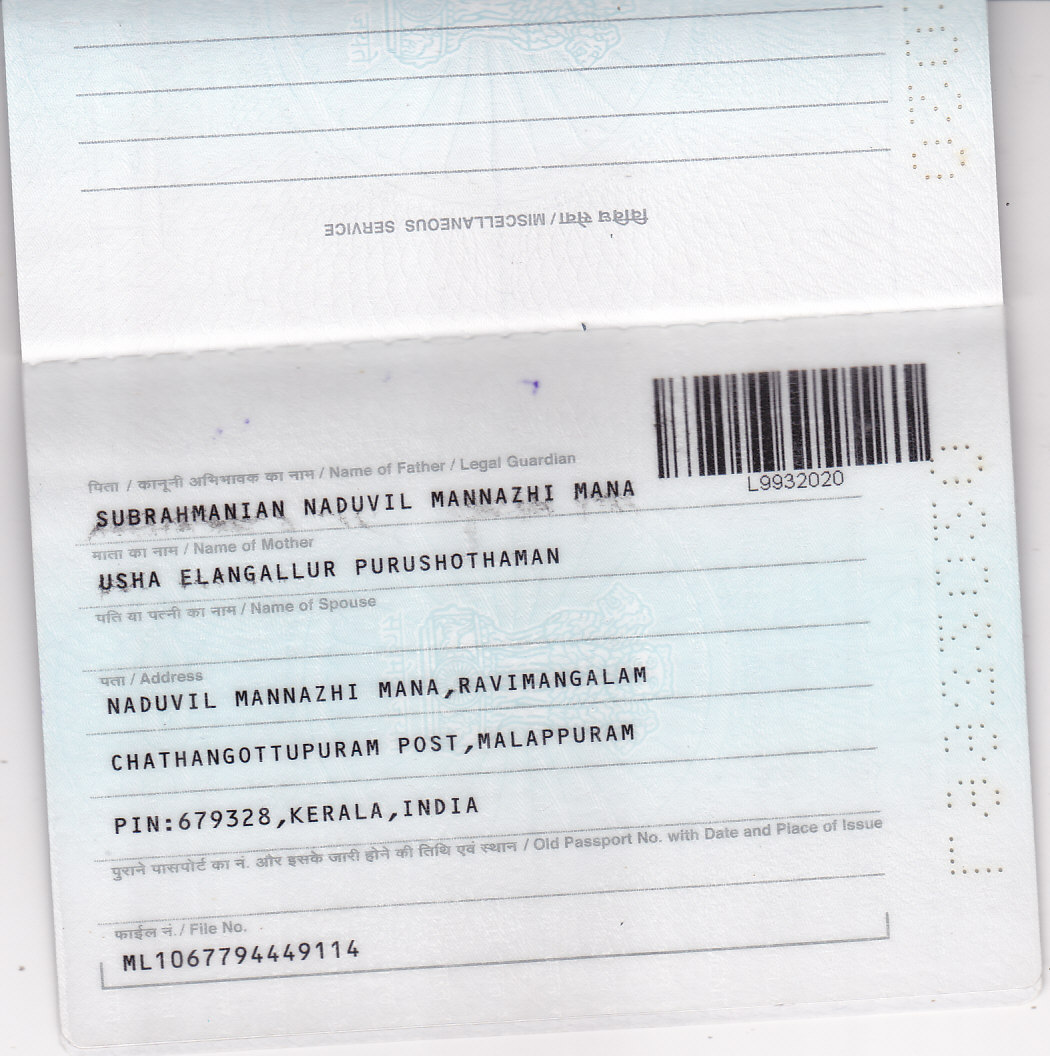 विविध सेवा / MISCELLANEOUS SERVICE
L9932020
पिता / कानूनी अभिभावक का नाम / Name of Father / Legal Guardian
SUBRAHMANIAN NADUVIL MANNAZHI MANA
माता का नाम / Name of Mother
USHA ELANGALLUR PURUSHOTHAMAN
पति या पत्नी का नाम / Name of Spouse
पता / Address
NADUVIL MANNAZHI MANA,RAVIMANGALAM
CHATHANGOTTUPURAM POST,MALAPPURAM
PIN:679328,KERALA,INDIA
पुराने पासपोर्ट का नं. और इसके जारी होने की तिथि एवं स्थान / Old Passport No. with Date and Place of Issue
फाईल नं. / File No.
ML1067794449114